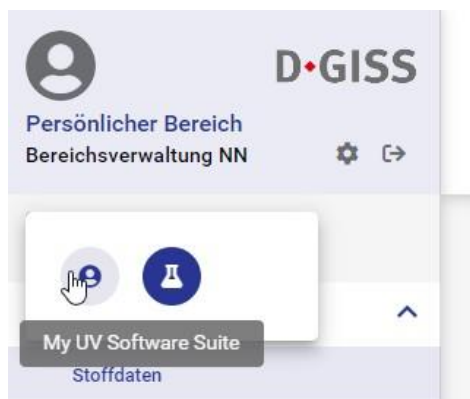 D·GISS
Persönlicher Bereich
Bereichsverwaltung NN
My UV Software Suite
Stoffdaten